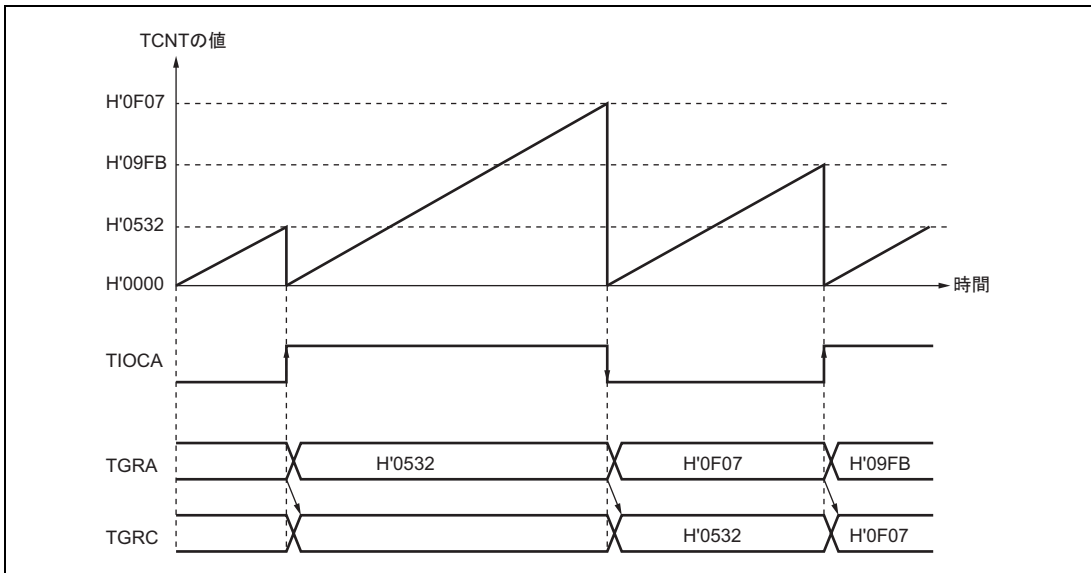 TCNTの値
H'0F07
H'09FB
H'0532
H'0000
時間
TIOCA
TGRA
H'0532
H'0F07
H'09FB
TGRC
H'0532
H'0F07